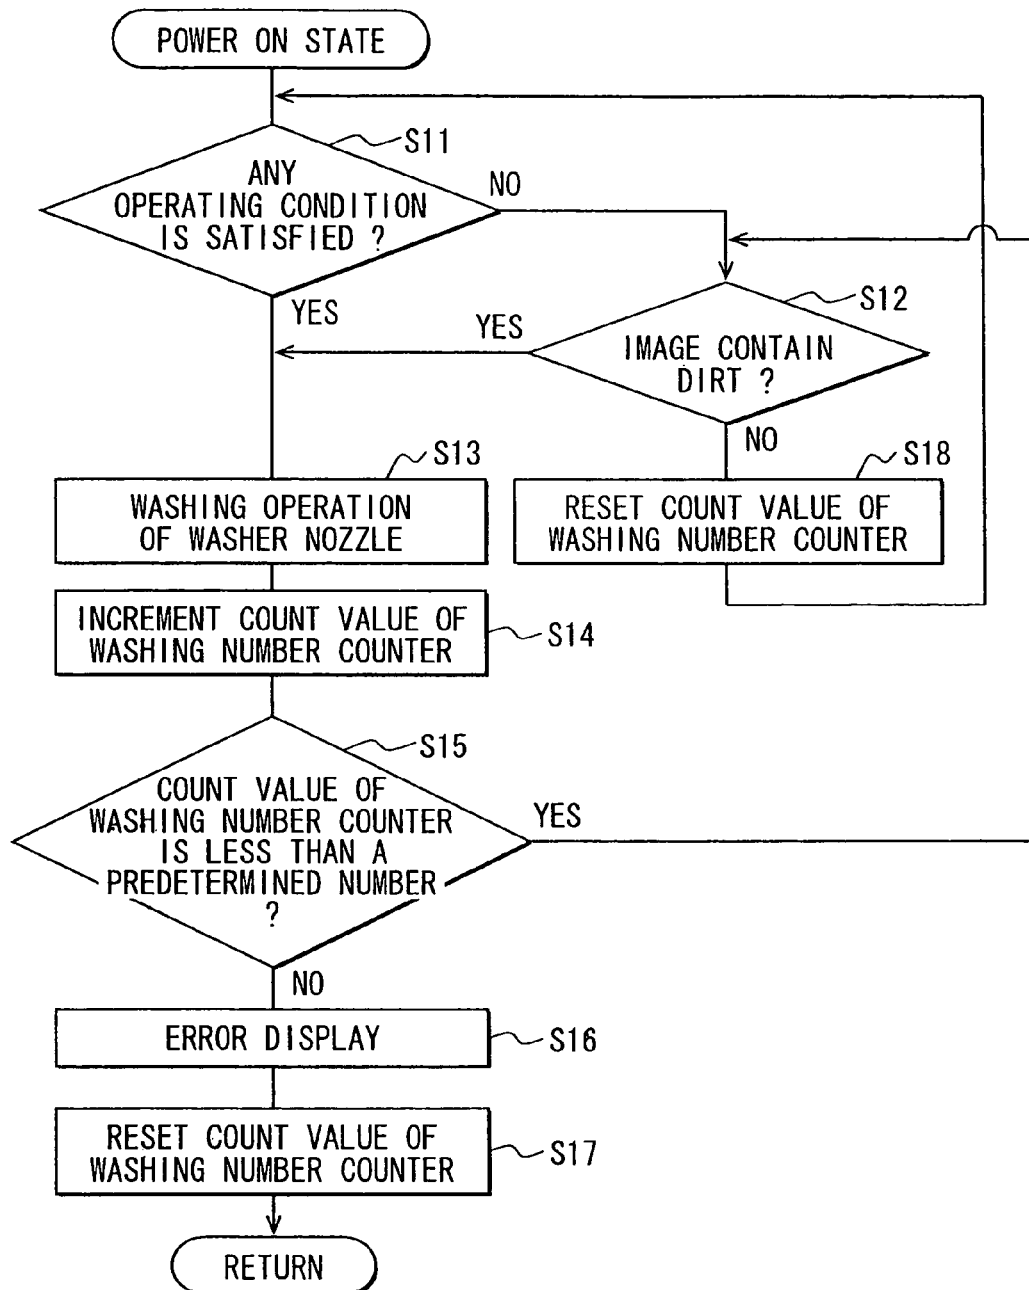 POWER ON STATE
S11
ANY
OPERATING CONDITION
IS SATISFIED ?
NO
YES
S12
YES
IMAGE CONTAIN
DIRT ?
NO
S13
WASHING OPERATION
OF WASHER NOZZLE
S18
RESET COUNT VALUE OF
WASHING NUMBER COUNTER
INCREMENT COUNT VALUE OF
WASHING NUMBER COUNTER
S14
S15
COUNT VALUE OF
WASHING NUMBER COUNTER
IS LESS THAN A
PREDETERMINED NUMBER
?
YES
NO
ERROR DISPLAY
S16
RESET COUNT VALUE OF
WASHING NUMBER COUNTER
S17
RETURN